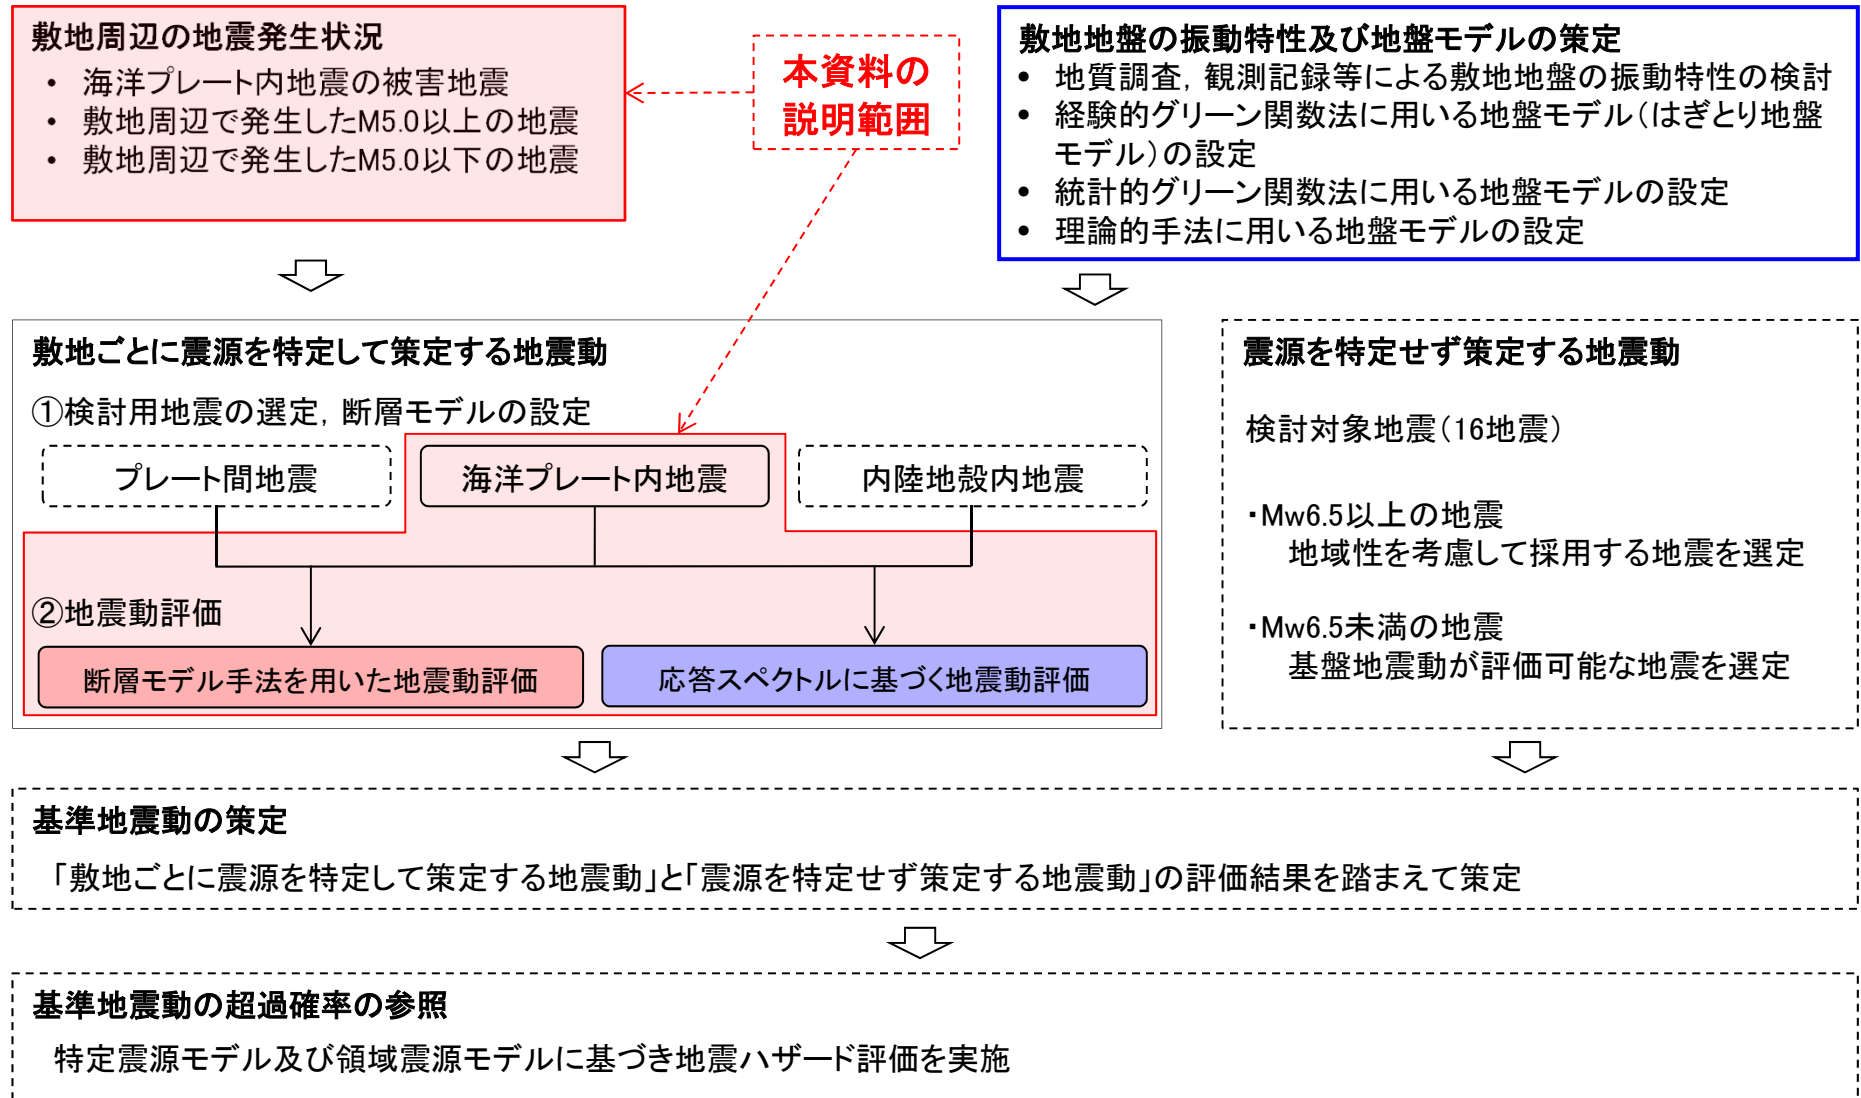 敷地周辺の地震発生状況
• 海洋プレート内地震の被害地震
• 敷地周辺で発生したM5.0以上の地震
• 敷地周辺で発生したM5.0以下の地震
本資料の
説明範囲
敷地地盤の振動特性及び地盤モデルの策定
• 地質調査，観測記録等による敷地地盤の振動特性の検討
• 経験的グリーン関数法に用いる地盤モデル（はぎとり地盤
モデル）の設定
• 統計的グリーン関数法に用いる地盤モデルの設定
• 理論的手法に用いる地盤モデルの設定
敷地ごとに震源を特定して策定する地震動
①検討用地震の選定，断層モデルの設定
プレート間地震
海洋プレート内地震
内陸地殻内地震
②地震動評価
断層モデル手法を用いた地震動評価
応答スペクトルに基づく地震動評価
震源を特定せず策定する地震動
検討対象地震（16地震）
・Mw6.5以上の地震
地域性を考慮して採用する地震を選定
・Mw6.5未満の地震
基盤地震動が評価可能な地震を選定
基準地震動の策定
「敷地ごとに震源を特定して策定する地震動」と「震源を特定せず策定する地震動」の評価結果を踏まえて策定
基準地震動の超過確率の参照
特定震源モデル及び領域震源モデルに基づき地震ハザード評価を実施